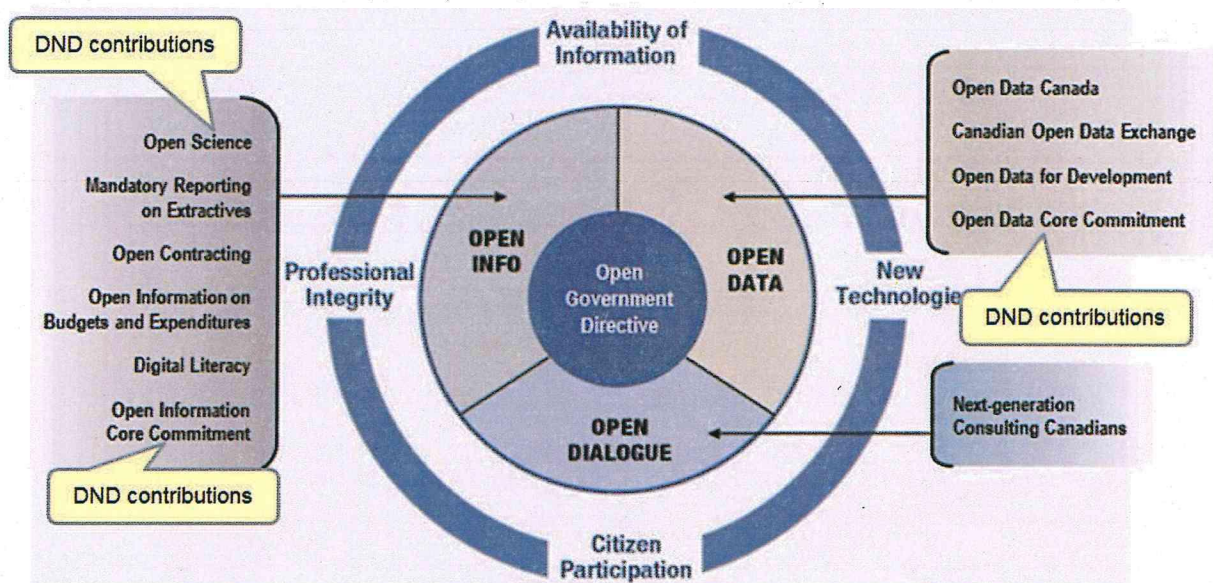 DND contributions
Open Science
Mandatory Reporting
on Extractives
Open Contracting
Open Information on
Budgets and Expenditures
Digital Literacy
Open Information
Core Commitment
DND contributions
Availability of
Information
Professional
Integrity
OPEN
INFO
OPEN
DATA
Open
Government
Directive
OPEN
DIALOGUE
New
Technologie
Citizen
Participation
Open Data Canada
Canadian Open Data Exchange
Open Data for Development
Open Data Core Commitment
DND contributions
Next-generation
Consulting Canadians